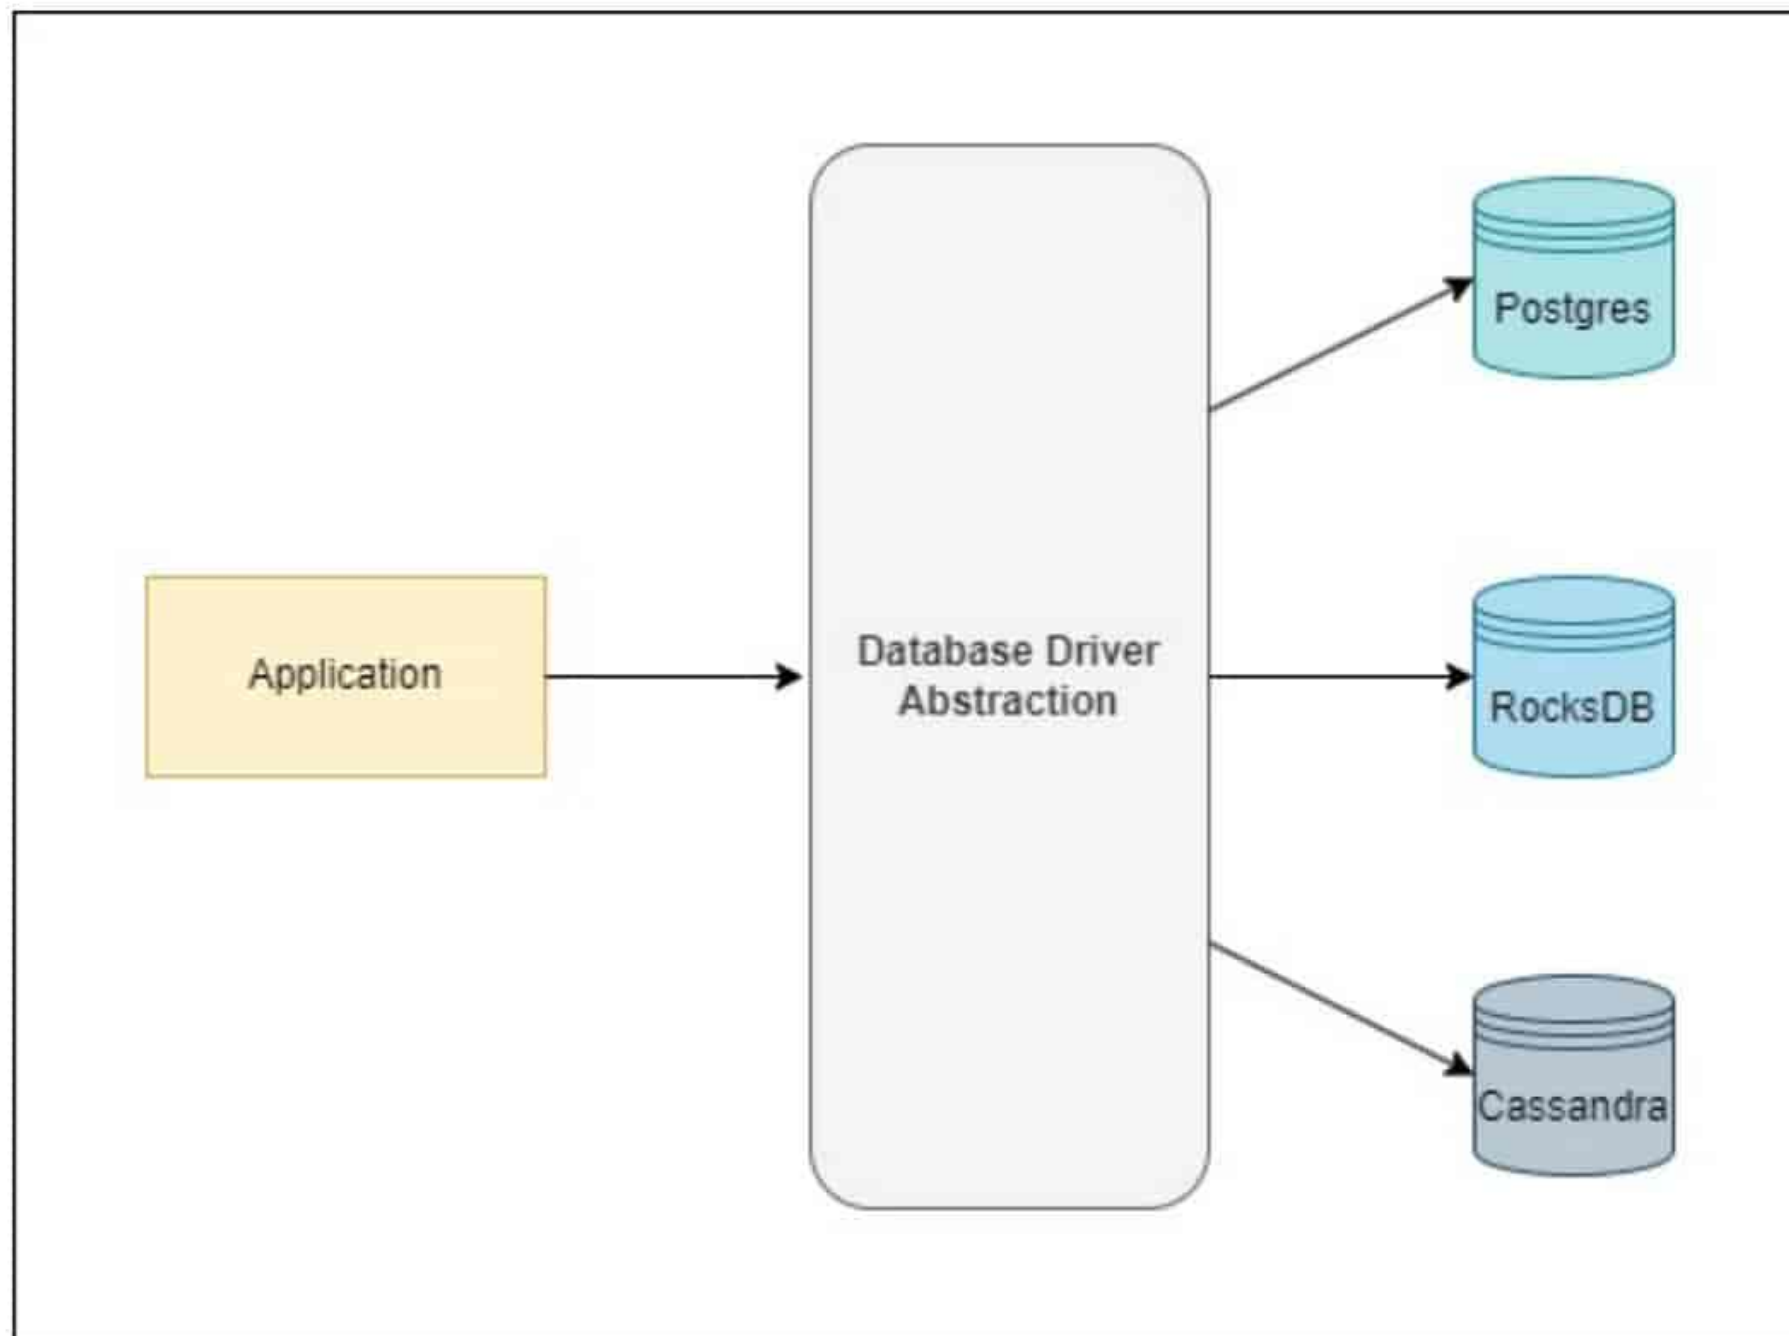 Postgres
Application
Database Driver
Abstraction
RocksDB
Cassandra